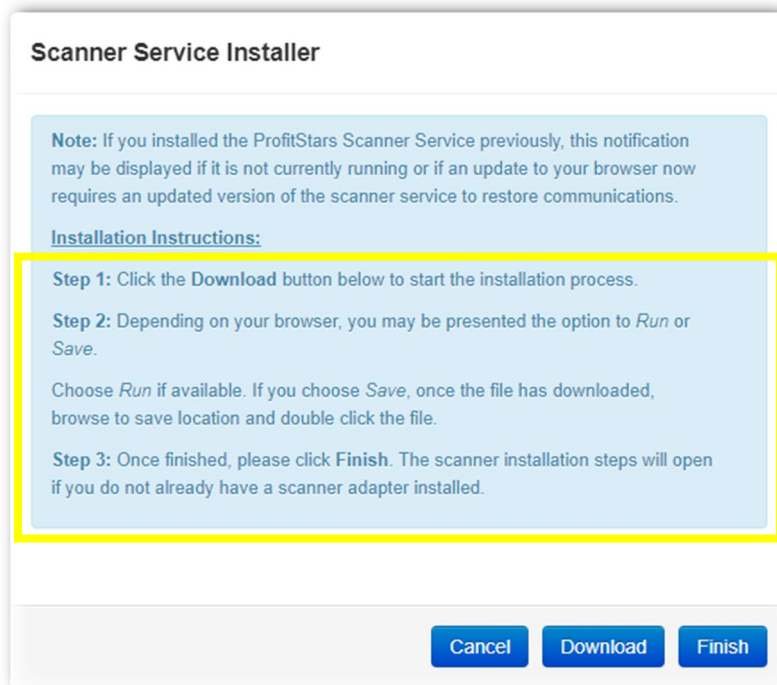 Scanner Service Installer
Note: If you installed the ProfitStars Scanner Service previously, this notification
may be displayed if it is not currently running or if an update to your browser now
requires an updated version of the scanner service to restore communications.
Installation Instructions:
Step 1: Click the Download button below to start the installation process.
Step 2: Depending on your browser, you may be presented the option to Run or
Save.
Choose Run if available. If you choose Save, once the file has downloaded,
browse to save location and double click the file.
Step 3: Once finished, please click Finish. The scanner installation steps will open
if you do not already have a scanner adapter installed.
Cancel Download Finish